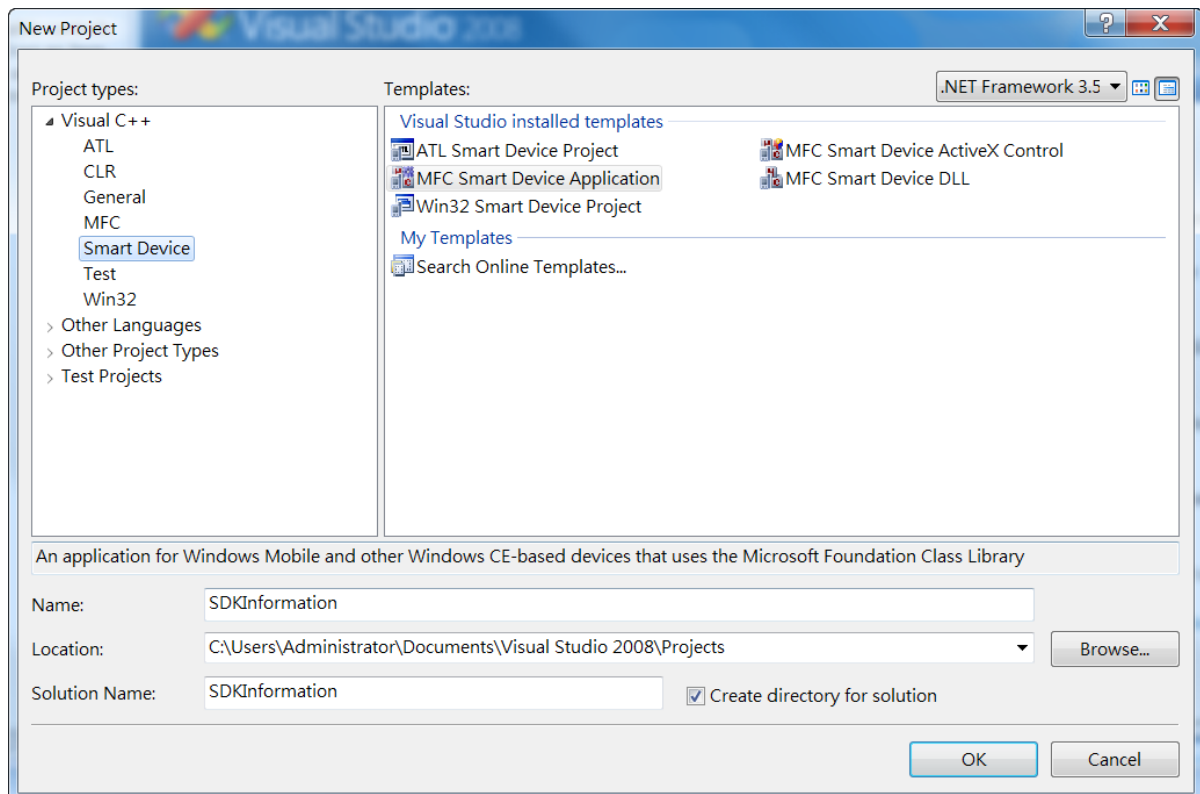 New Project
Visual Studio 2008
Project types:
Templates:
.NET Framework 3.5
Visual C++
ATL
CLR
General
MFC
Smart Device
Test
Win32
Other Languages
Other Project Types
Test Projects
Visual Studio installed templates
ATL Smart Device Project
MFC Smart Device ActiveX Control
MFC Smart Device Application
MFC Smart Device DLL
Win32 Smart Device Project
My Templates
Search Online Templates...
An application for Windows Mobile and other Windows CE-based devices that uses the Microsoft Foundation Class Library
Name:
SDKInformation
Location:
C:\Users\Administrator\Documents\Visual Studio 2008\Projects
Browse...
Solution Name:
SDKInformation
Create directory for solution
OK
Cancel